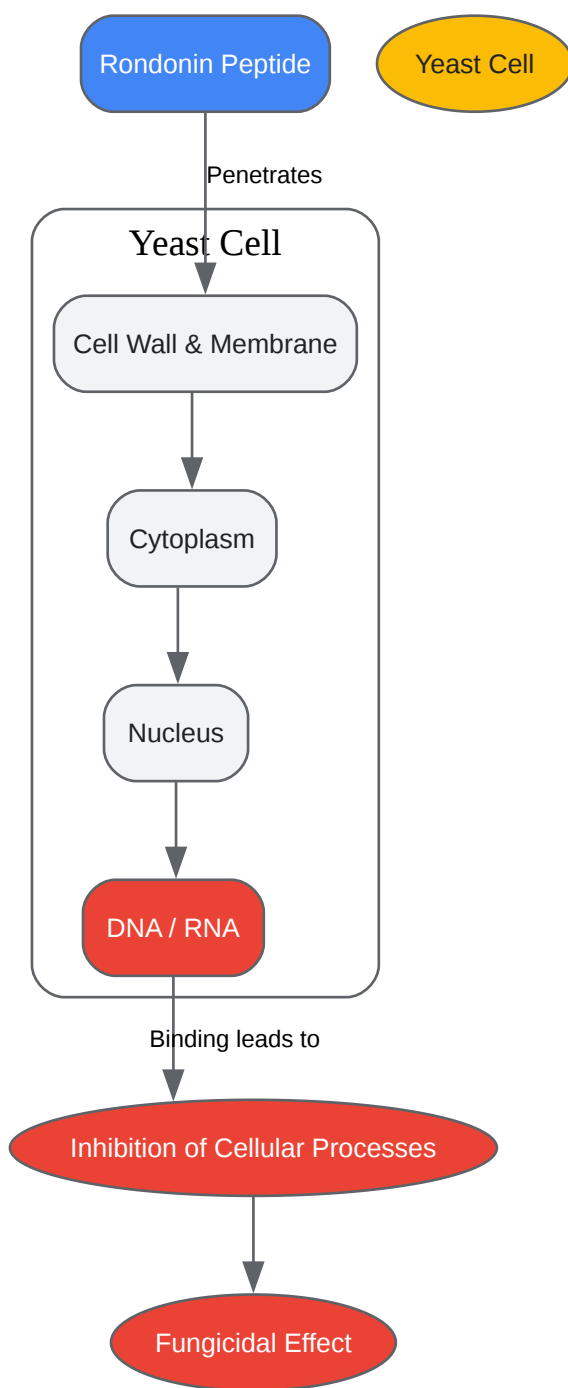 Rondonin Peptide
Yeast Cell
Penetrates
Yeast Cell
Cell Wall & Membrane
Cytoplasm
Nucleus
DNA / RNA
Binding leads to
Inhibition of Cellular Processes
Fungicidal Effect